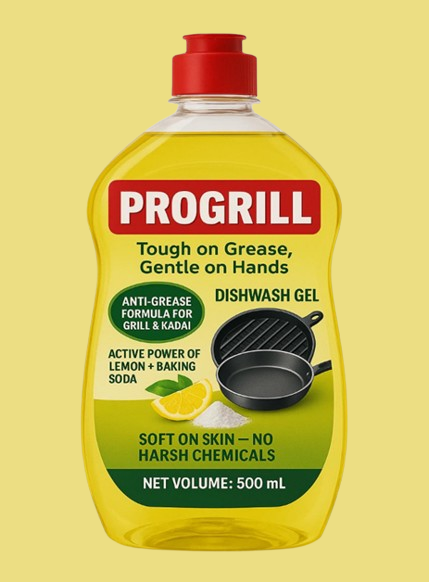 PROGRILL
Tough on Grease,
Gentle on Hands
DISHWASH GEL
ANTI-GREASE
FORMULA FOR
GRILL & KADAI
ACTIVE POWER OF
LEMON + BAKING
SODA
SOFT ON SKIN – NO
HARSH CHEMICALS
NET VOLUME: 500 mL